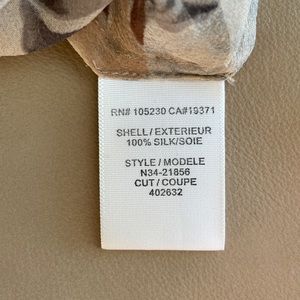 RN# 105230 CA#19371
SHELL / EXTERIEUR
100% SILK/SOIE
STYLE / MODELE
N34-21856
CUT / COUPE
402632